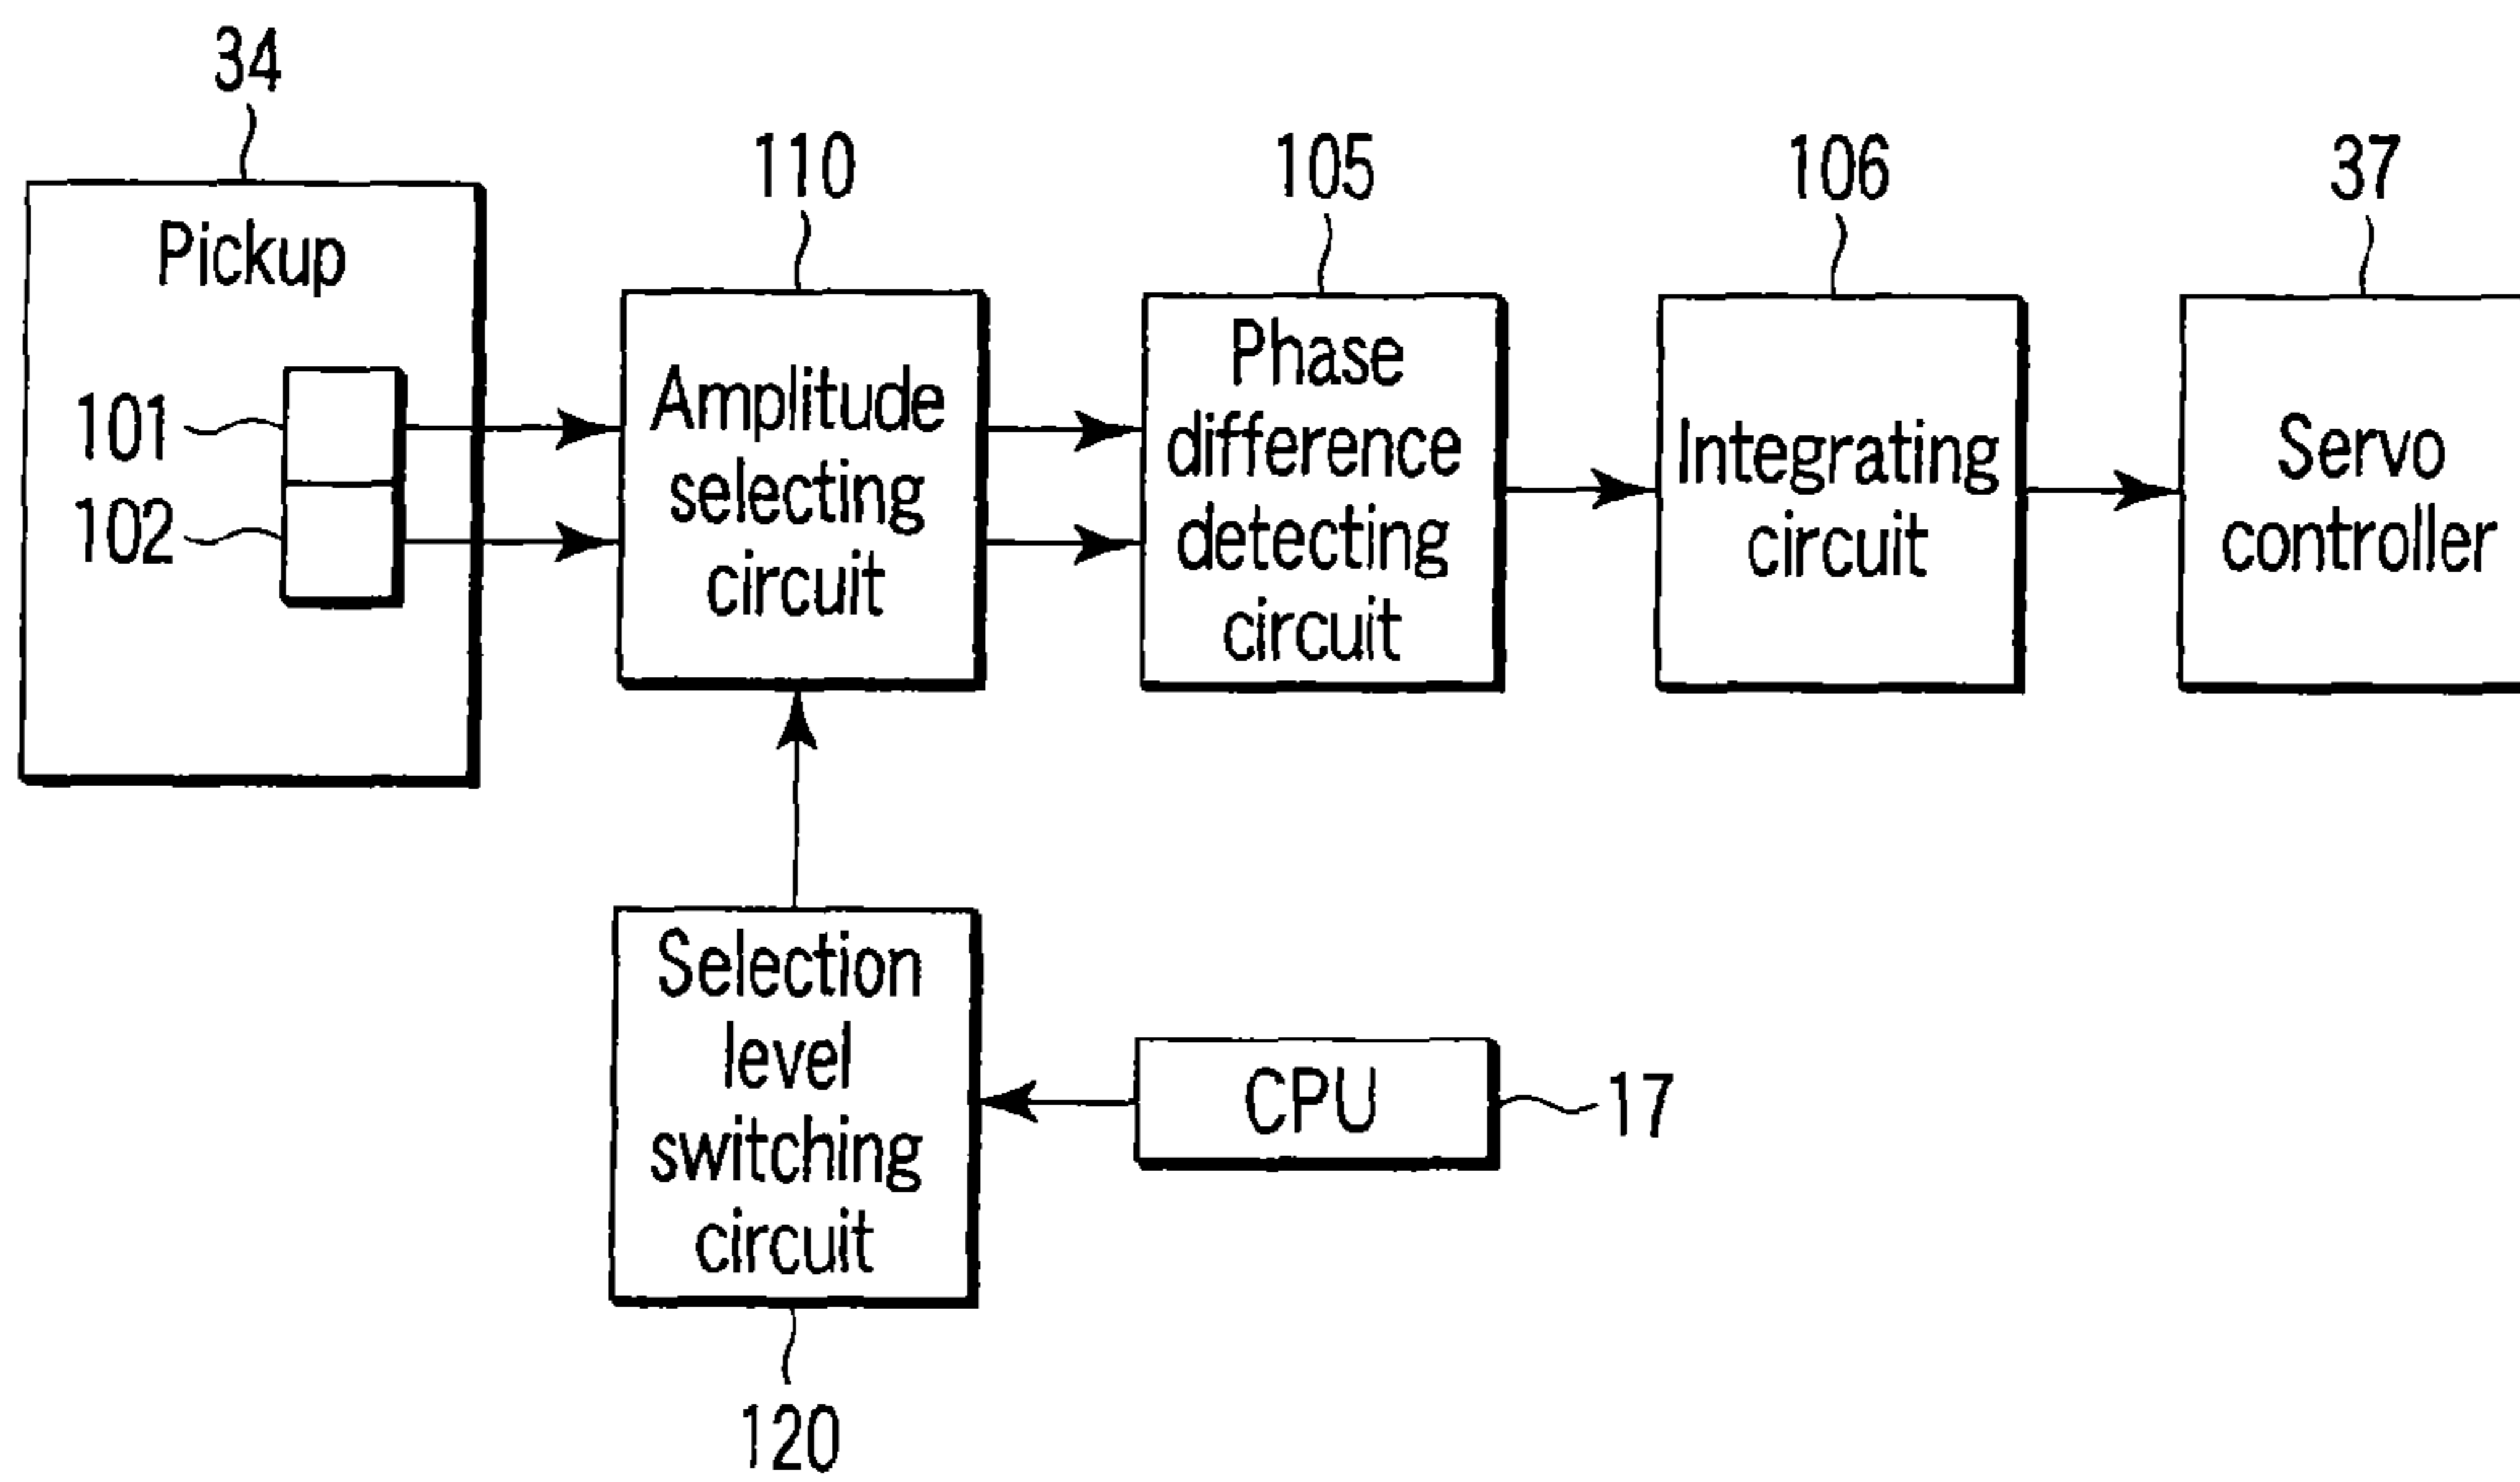 34
110
105
106
37
Pickup
101
102
Amplitude
selecting
circuit
Phase
difference
detecting
circuit
Integrating
circuit
Servo
controller
Selection
level
switching
circuit
CPU
17
120